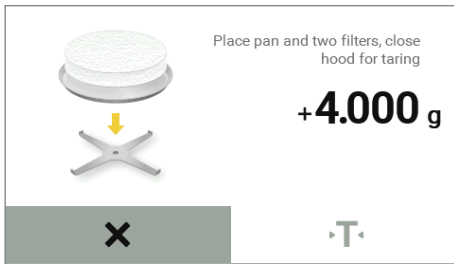 Place pan and two filters, close
hood for taring
+4.000 g
T